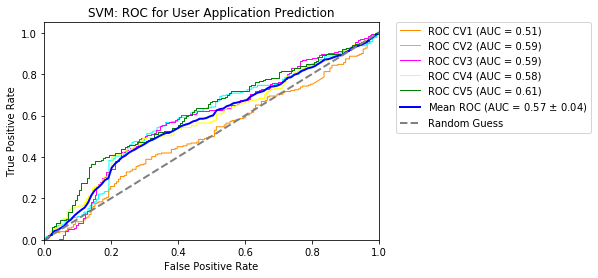 SVM: ROC for User Application Prediction
ROC CV1 (AUC = 0.51)
ROC CV2 (AUC = 0.59)
ROC CV3 (AUC = 0.59)
ROC CV4 (AUC = 0.58)
ROC CV5 (AUC = 0.61)
Mean ROC (AUC = 0.57 ± 0.04)
Random Guess
True Positive Rate
1.0
0.8
0.6
0.4
0.2
0.0
0.0 0.2 0.4 0.6 0.8 1.0
False Positive Rate